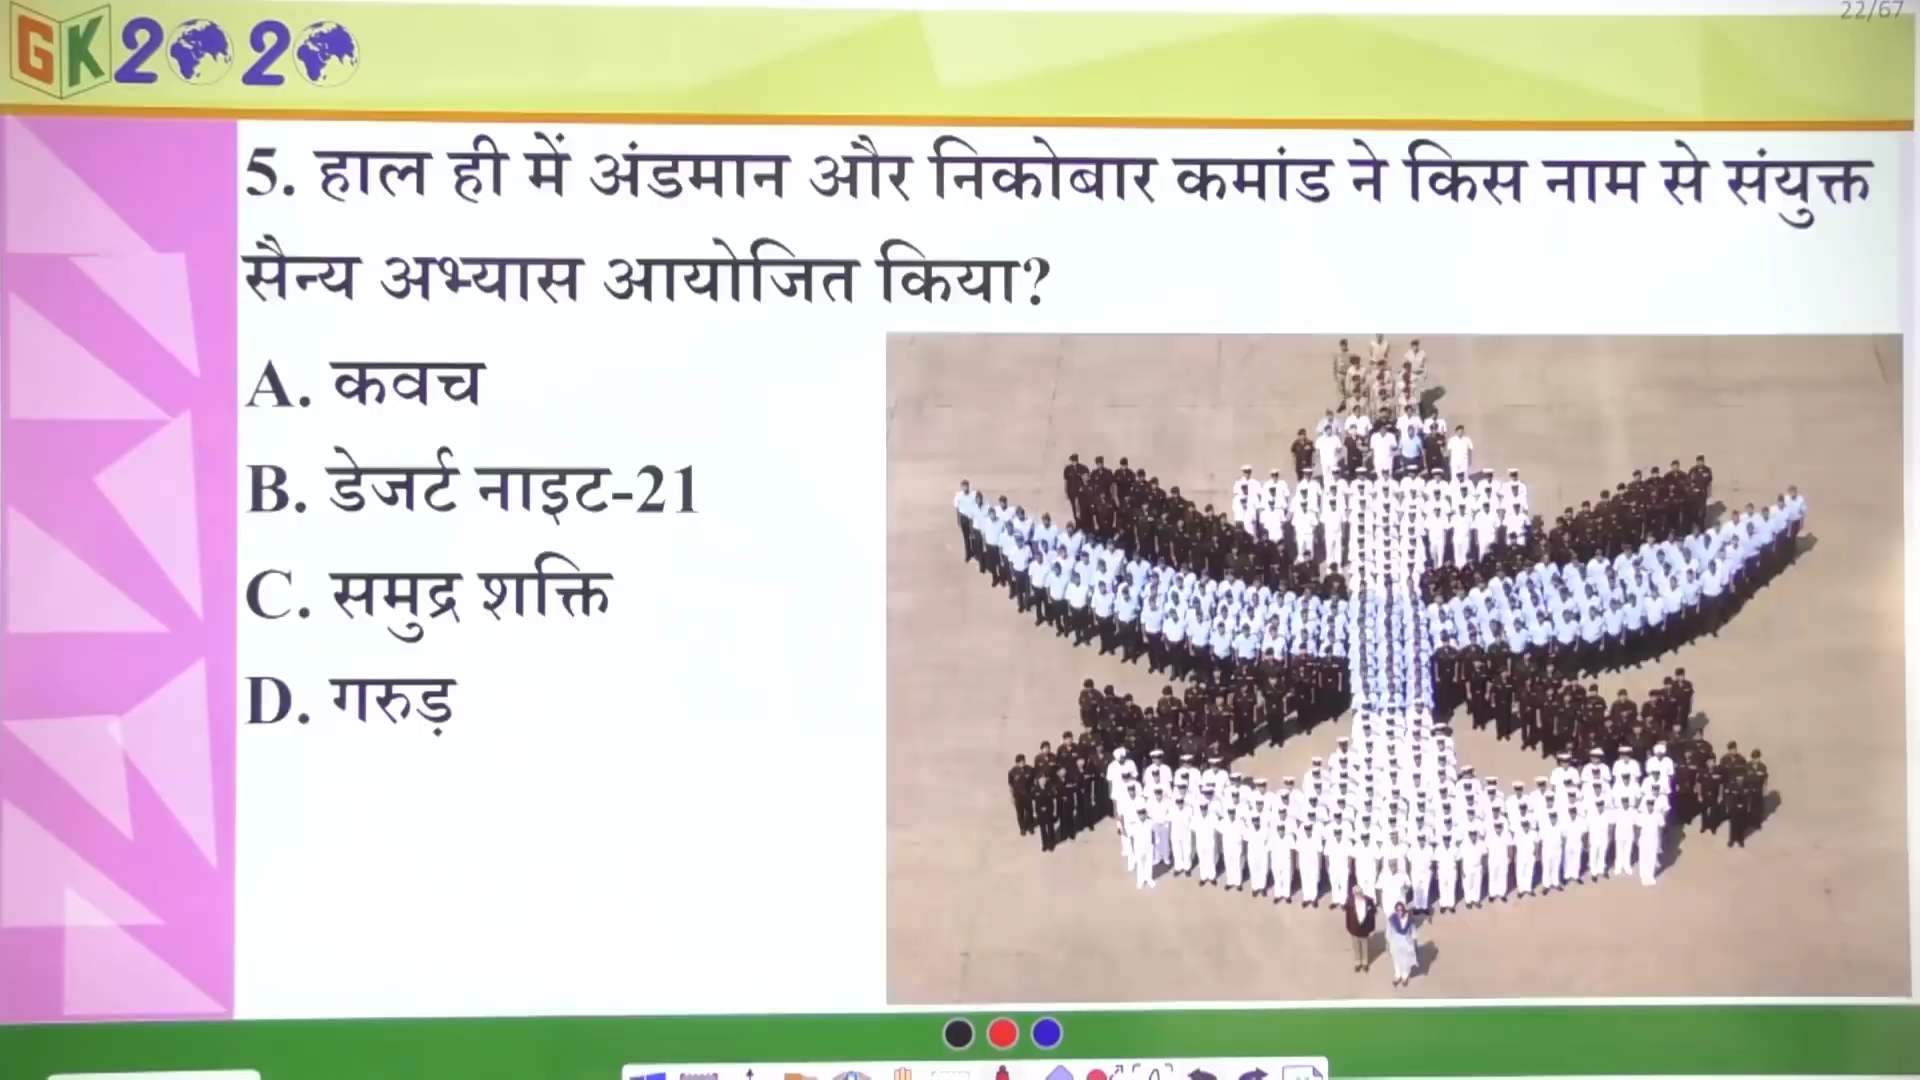 22/67
GK2020
5. हाल ही में अंडमान और निकोबार कमांड ने किस नाम से संयुक्त
सैन्य अभ्यास आयोजित किया?
A. कवच
B. डेजर्ट नाइट-21
C. समुद्र शक्ति
D. गरुड़